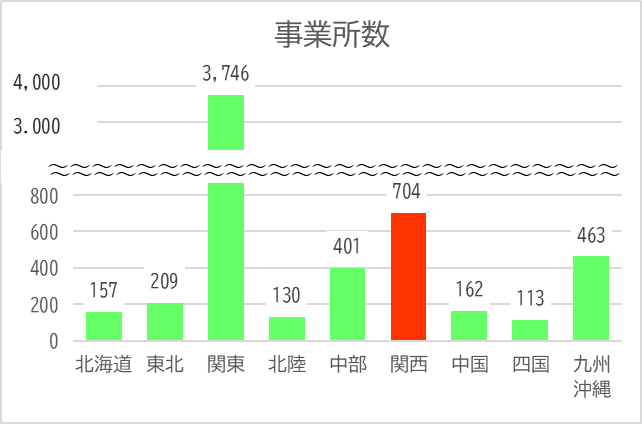 事業所数
4,000
3.000
800
600
400
200
0
157
209
3,746
130
401
704
162
113
463
北海道
東北
関東
北陸
中部
関西
中国
四国
九州
沖縄